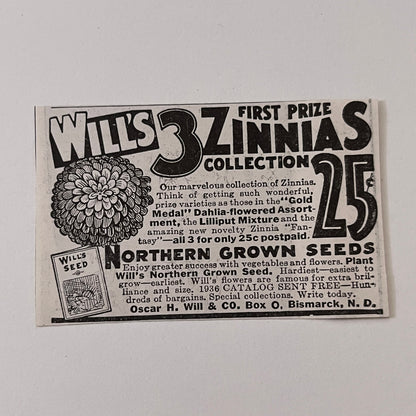 WILL'S 3 FIRST PRIZE
ZINNIAS
COLLECTION 25¢
Our marvelous collection of Zinnias.
Think of getting such wonderful,
prize varieties as those in the "Gold
Medal" Dahlia-flowered Assort-
ment, the Lilliput Mixture and the
amazing new novelty Zinnia "Fan-
tasy"—all 3 for only 25c postpaid.
WILL'S
SEED
NORTHERN GROWN SEEDS
Enjoy greater success with vegetables and flowers. Plant
Will's Northern Grown Seed. Hardiest—easiest to
grow—earliest. Will's flowers are famous for extra bril-
liance and size. 1936 CATALOG SENT FREE—Hun-
dreds of bargains. Special collections. Write today.
Oscar H. Will & CO. Box O, Bismarck, N. D.